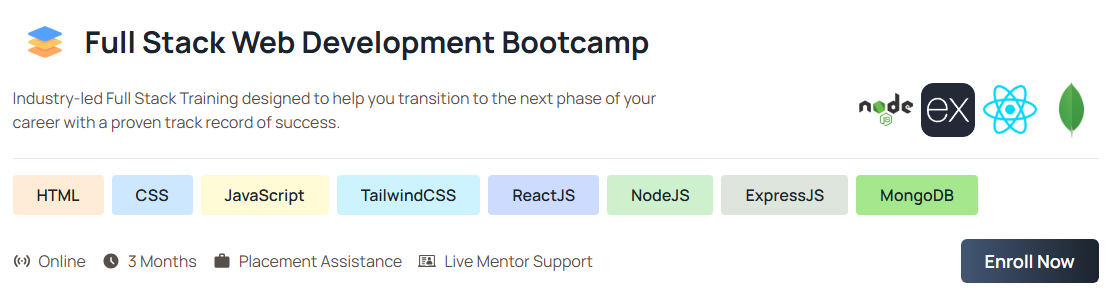 Full Stack Web Development Bootcamp
Industry-led Full Stack Training designed to help you transition to the next phase of your
career with a proven track record of success.
node
JS
ex
HTML CSS JavaScript TailwindCSS ReactJS NodeJS ExpressJS MongoDB
Online 3 Months Placement Assistance Live Mentor Support
Enroll Now